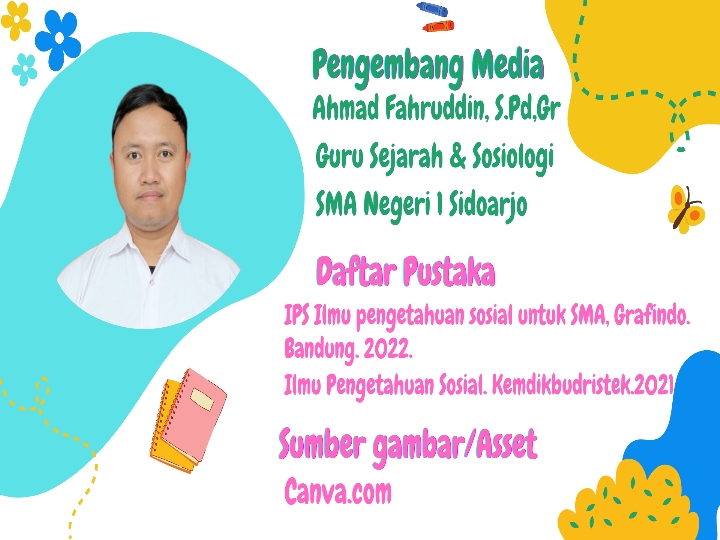 Pengembang Media
Ahmad Fahruddin, S.Pd,Gr
Guru Sejarah & Sosiologi
SMA Negeri 1 Sidoarjo
Daftar Pustaka
IPS Ilmu pengetahuan sosial untuk SMA, Grafindo.
Bandung. 2022.
Ilmu Pengetahuan Sosial. Kemdikbudristek.2021
Sumber gambar/Asset
Canva.com